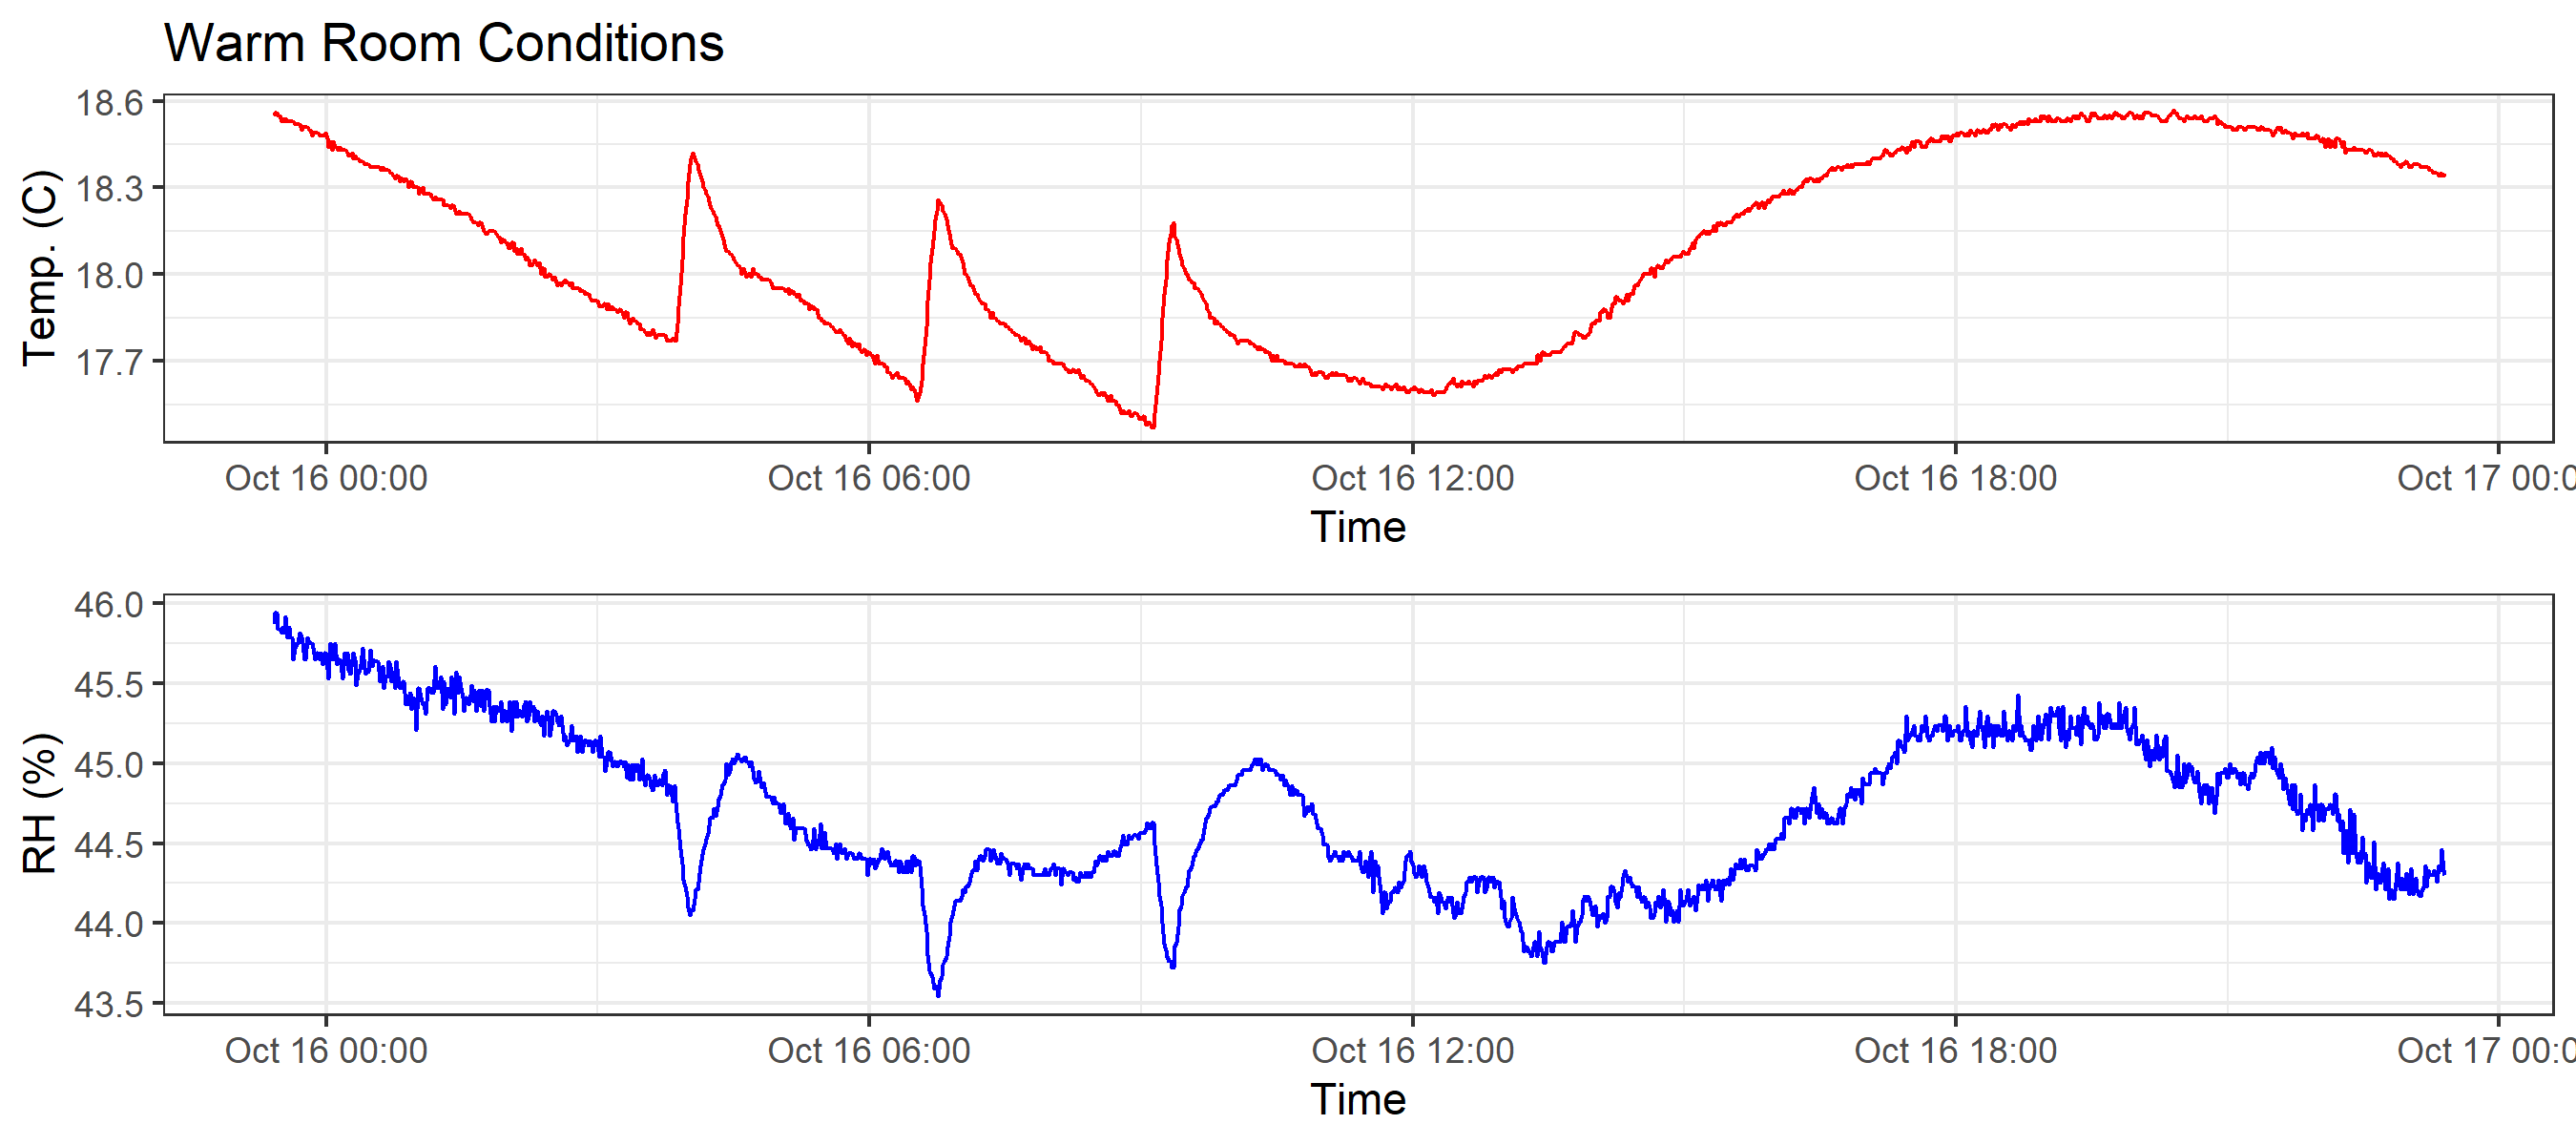 Warm Room Conditions
18.6
18.3
18.0
17.7
Temp. (C)
Oct 16 00:00 Oct 16 06:00 Oct 16 12:00 Oct 16 18:00 Oct 17 00:0
Time
46.0
45.5
45.0
44.5
44.0
43.5
RH (%)
Oct 16 00:00 Oct 16 06:00 Oct 16 12:00 Oct 16 18:00 Oct 17 00:0
Time